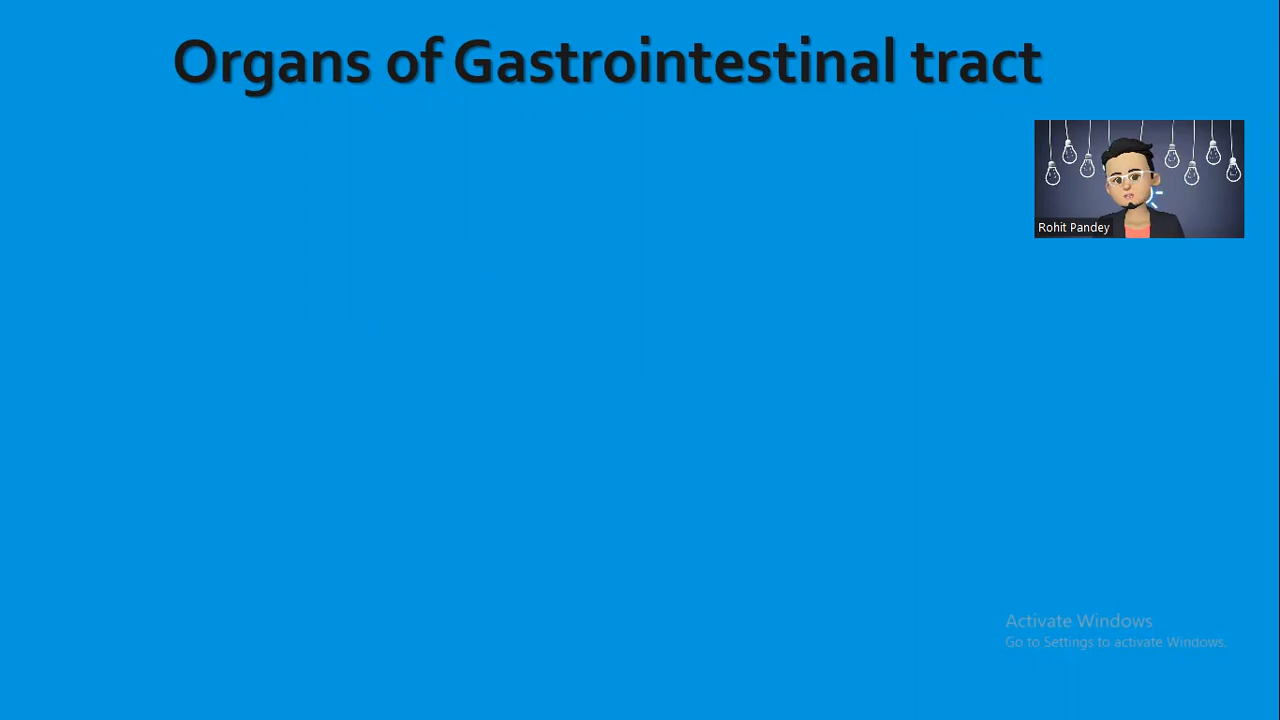 Organs of Gastrointestinal tract
Rohit Pandey
Activate Windows
Go to Settings to activate Windows.